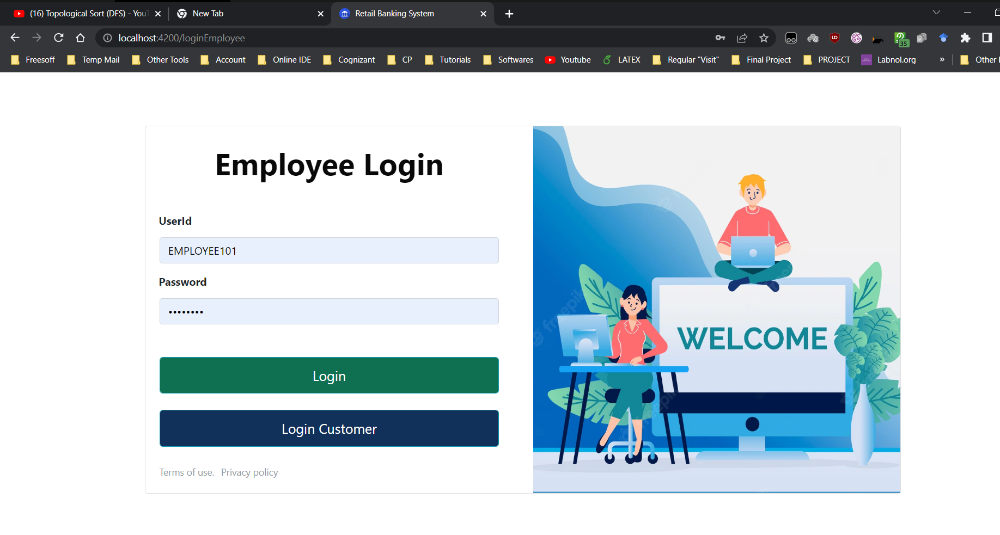 (16) Topological Sort (DFS) - You
New Tab
Retail Banking System
localhost:4200/loginEmployee
35
Freesoff
Temp Mail
Other Tools
Account
Online IDE
Cognizant
CP
Tutorials
Softwares
Youtube
LATEX
Regular "Visit"
Final Project
PROJECT
Labnol.org
»
Other
Employee Login
UserId
EMPLOYEE101
Password
••••••••
Login
Login Customer
Terms of use. Privacy policy
WELCOME
freepik